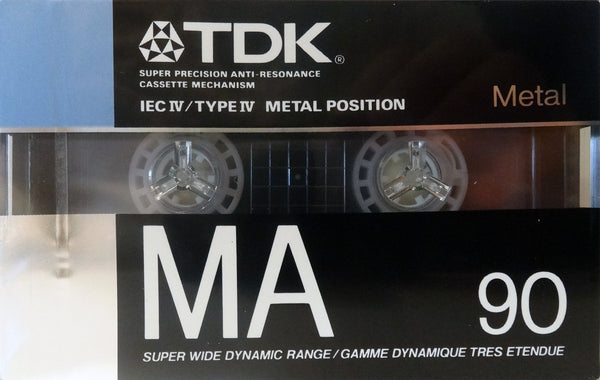 TDK®
SUPER PRECISION ANTI-RESONANCE
CASSETTE MECHANISM
IEC IV/TYPE IV METAL POSITION
Metal
MA 90
SUPER WIDE DYNAMIC RANGE/GAMME DYNAMIQUE TRES ETENDUE